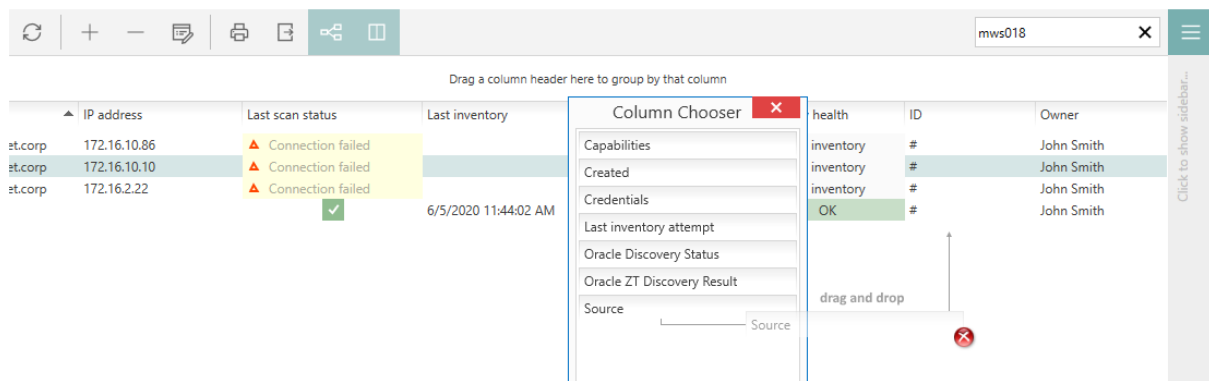 mws018
Drag a column header here to group by that column
IP address Last scan status Last inventory Column Chooser health ID Owner
et.corp 172.16.10.86 Connection failed Capabilities inventory # John Smith
et.corp 172.16.10.10 Connection failed Created inventory # John Smith
et.corp 172.16.2.22 Connection failed Credentials inventory # John Smith
6/5/2020 11:44:02 AM OK # John Smith
Last inventory attempt
Oracle Discovery Status
Oracle ZT Discovery Result
Source
drag and drop
Source
Click to show sidebar...